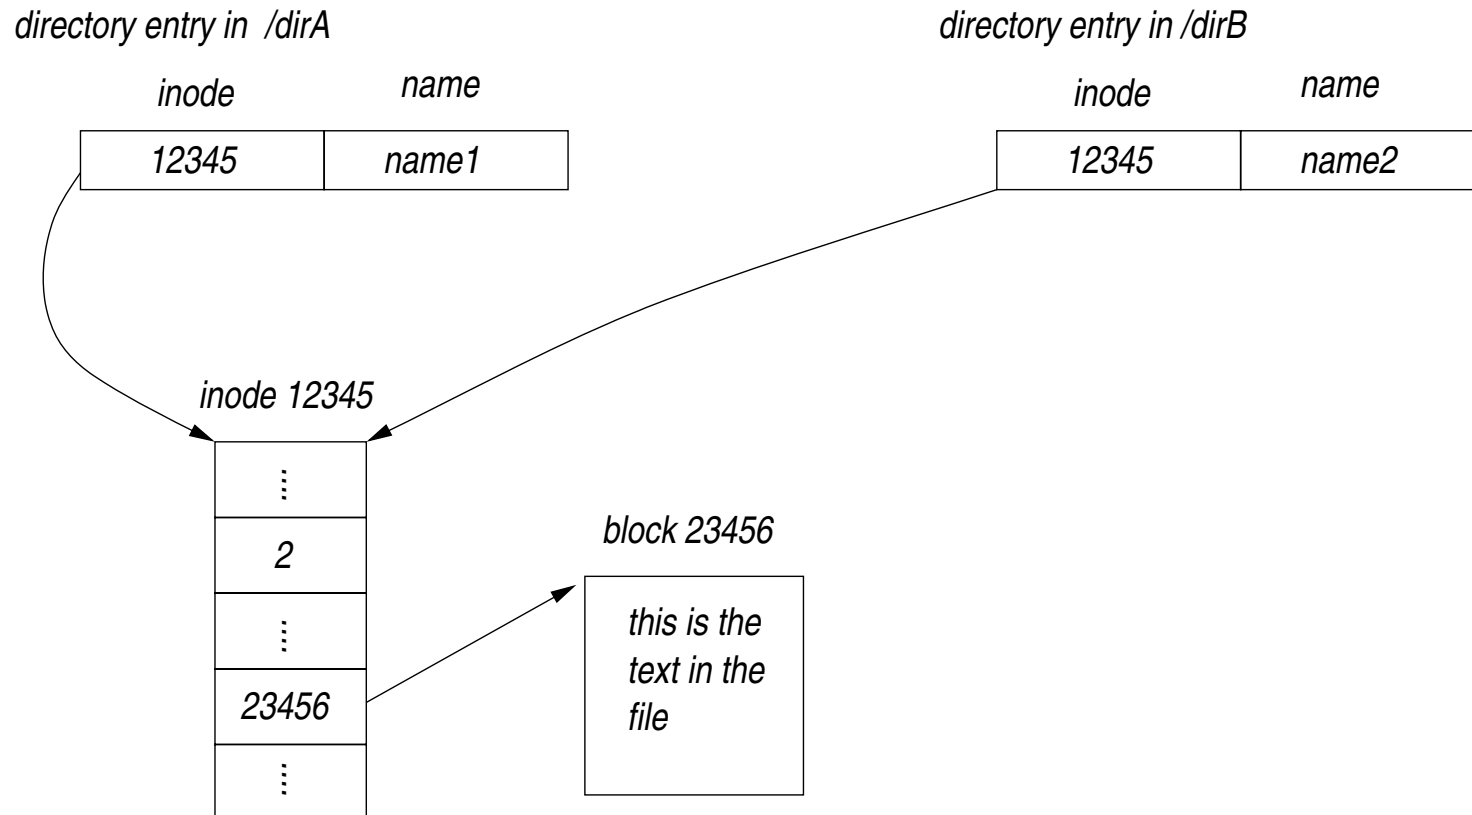 directory entry in /dirA
directory entry in /dirB
inode name
inode name
12345 name1
12345 name2
inode 12345
....
2
....
23456
....
block 23456
this is the
text in the
file